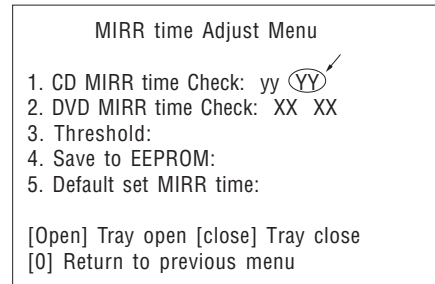 MIRR time Adjust Menu
1. CD MIRR time Check: yy YY
2. DVD MIRR time Check: XX XX
3. Threshold:
4. Save to EEPROM:
5. Default set MIRR time:
[Open] Tray open [close] Tray close
[0] Return to previous menu